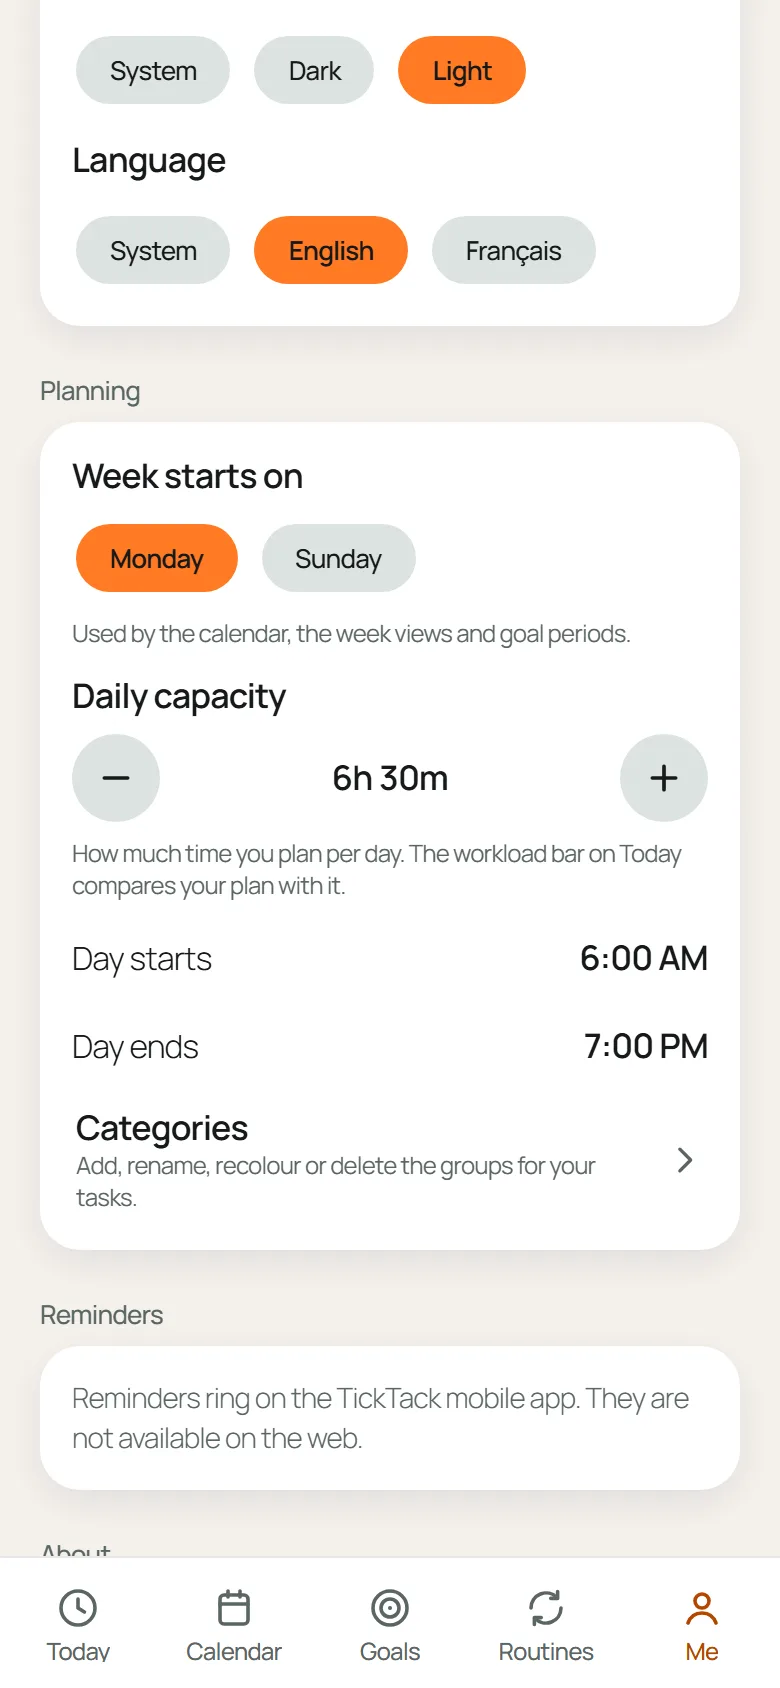 System
Dark
Light
Language
System
English
Français
Planning
Week starts on
Monday
Sunday
Used by the calendar, the week views and goal periods.
Daily capacity
6h 30m
How much time you plan per day. The workload bar on Today
compares your plan with it.
Day starts
6:00 AM
Day ends
7:00 PM
Categories
Add, rename, recolour or delete the groups for your
tasks.
Reminders
Reminders ring on the TickTack mobile app. They are
not available on the web.
About
Today
Calendar
Goals
Routines
Me